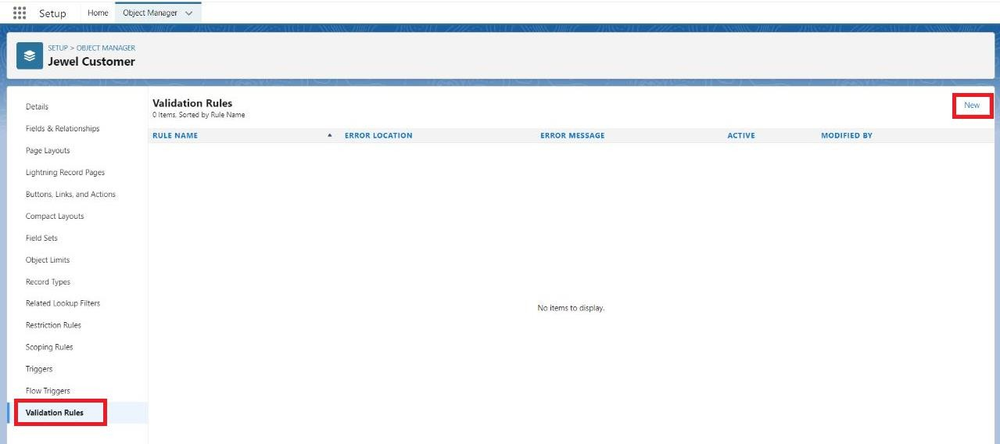 Setup
Home
Object Manager
SETUP > OBJECT MANAGER
Jewel Customer
Details
Fields & Relationships
Page Layouts
Lightning Record Pages
Buttons, Links, and Actions
Compact Layouts
Field Sets
Object Limits
Record Types
Related Lookup Filters
Restriction Rules
Scoping Rules
Triggers
Flow Triggers
Validation Rules
Validation Rules
0 Items, Sorted by Rule Name
New
RULE NAME ERROR LOCATION ERROR MESSAGE ACTIVE MODIFIED BY
No items to display.